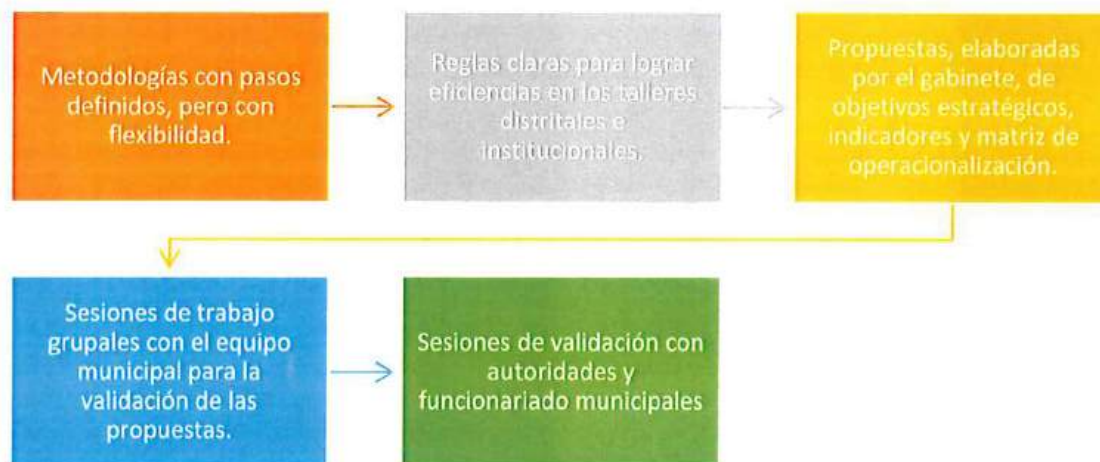 Metodologías con pasos
definidos, pero con
flexibilidad.
Reglas claras para lograr
eficiencias en los talleres
distritales e
institucionales.
Propuestas, elaboradas
por el gabinete, de
objetivos estratégicos,
indicadores y matriz de
operacionalización.
Sesiones de trabajo
grupales con el equipo
municipal para la
validación de las
propuestas.
Sesiones de validación con
autoridades y
funcionariado municipales